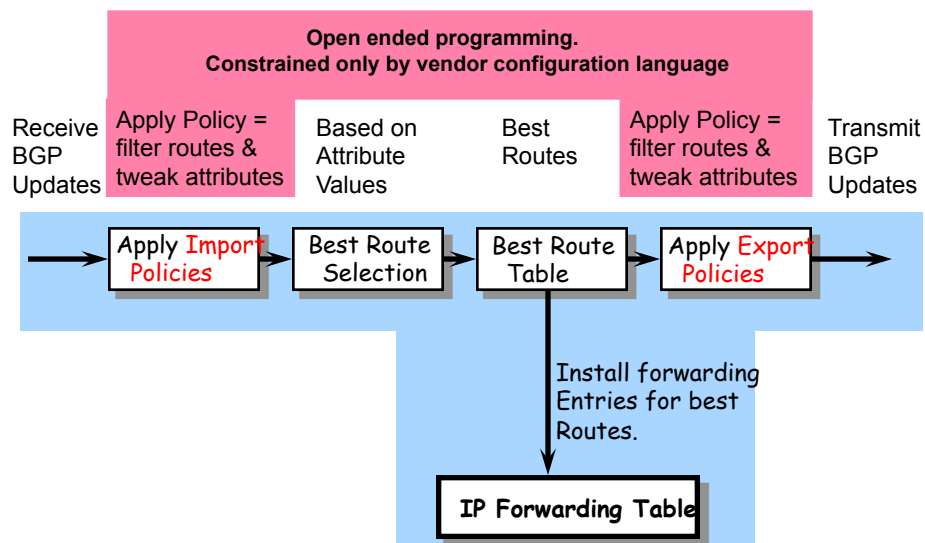 Open ended programming.
Constrained only by vendor configuration language
Receive
BGP
Updates
Apply Policy =
filter routes &
tweak attributes
Based on
Attribute
Values
Best
Routes
Apply Policy =
filter routes &
tweak attributes
Transmit
BGP
Updates
Apply Import
Policies
Best Route
Selection
Best Route
Table
Apply Export
Policies
Install forwarding
Entries for best
Routes.
IP Forwarding Table